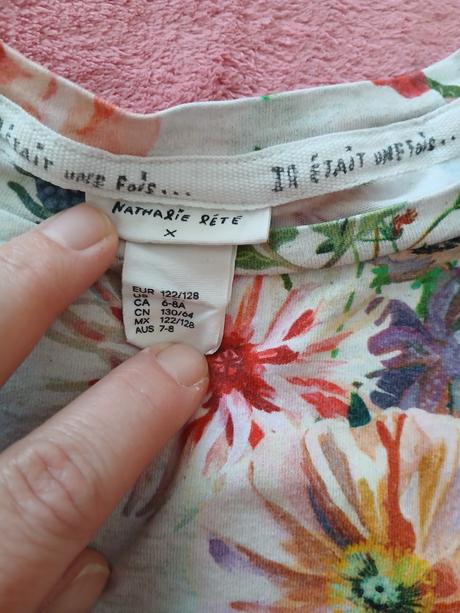 était une fois... Il était une fois...
Nathalie Lété
x
EUR 122/128
US
CA 6-8A
CN 130/64
MX 122/128
AUS 7-8